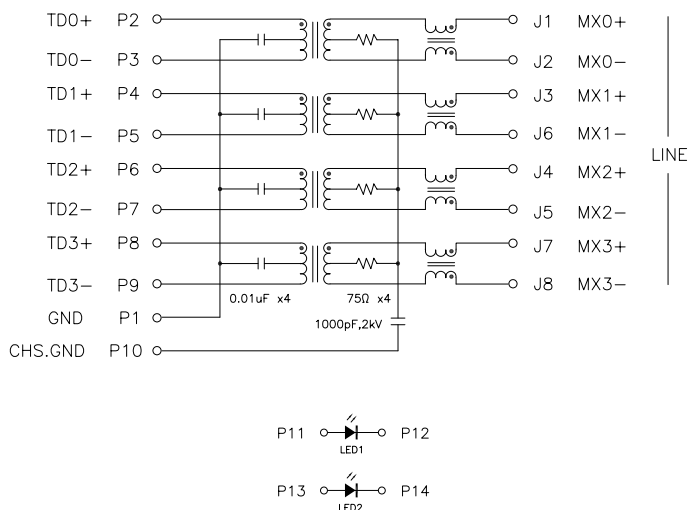 TD0+ P2 J1 MX0+
TD0- P3 J2 MX0-
TD1+ P4 J3 MX1+
TD1- P5 J6 MX1-
LINE
TD2+ P6 J4 MX2+
TD2- P7 J5 MX2-
TD3+ P8 J7 MX3+
TD3- P9 J8 MX3-
0.01uF x4 75Ω x4
GND P1
1000pF,2kV
CHS.GND P10
P11 P12
LED1
P13 P14
LED2